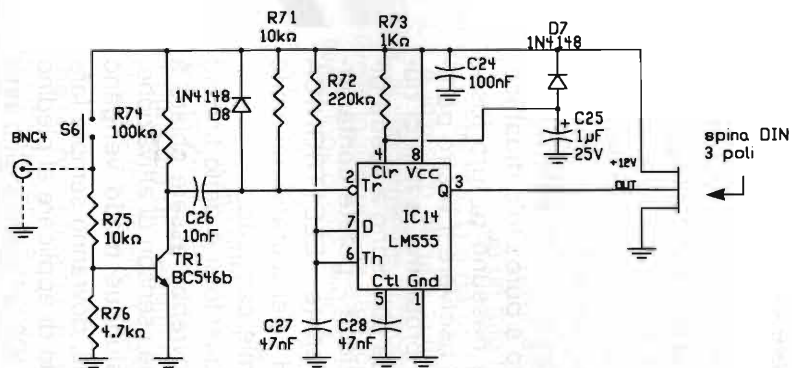 R71
10kΩ
R73
1KΩ
D7
1N4148
R72
220kΩ
C24
100nF
R74
100kΩ
1N4148
D8
S6
BNC4
+
C25
1µF
25V
spina DIN
3 poli
4
8
Clr Vcc
+12V
OUT
2
Tr
Q
3
C26
10nF
R75
10kΩ
7
D
IC14
LM555
6
Th
TR1
BC546b
Ctl Gnd
5
1
R76
4.7kΩ
C27
47nF
C28
47nF